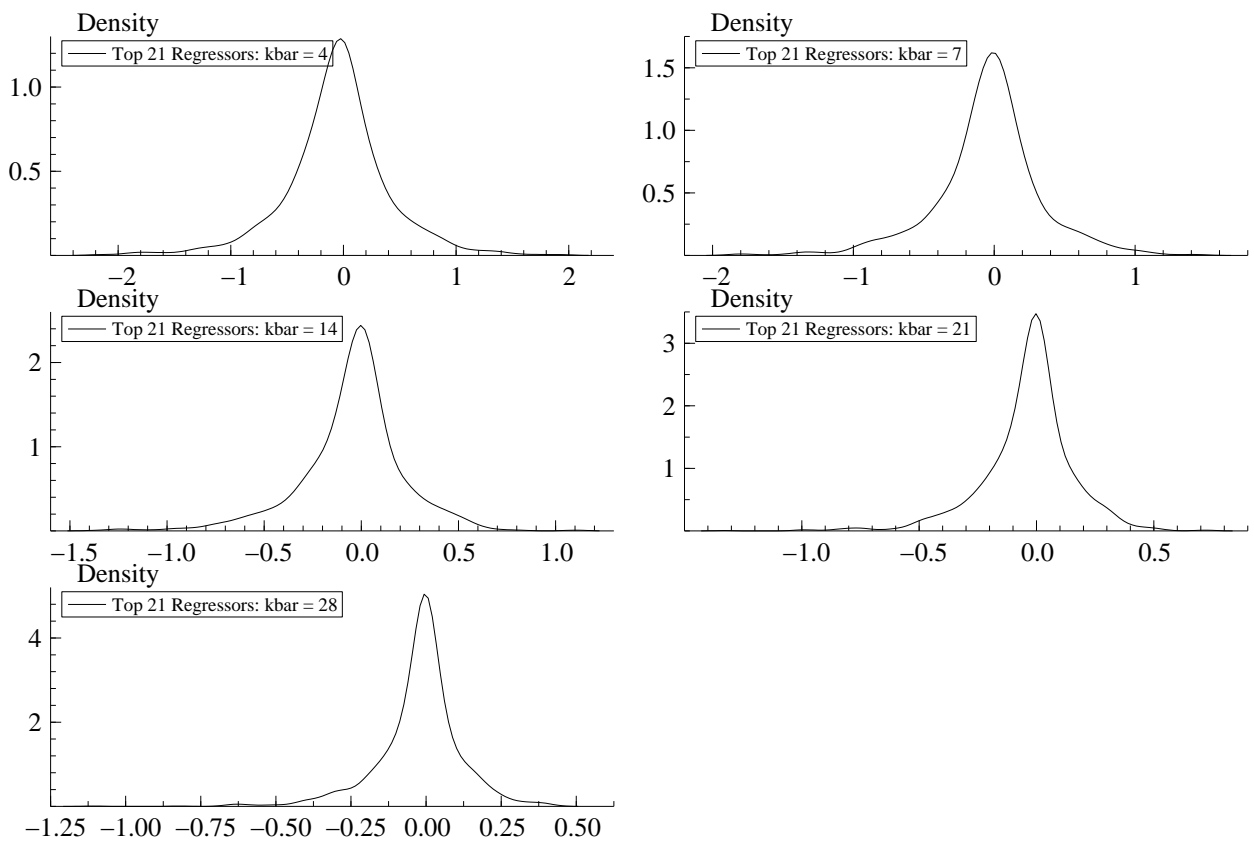 Density
Top 21 Regressors: kbar = 4
1.0
0.5
−2 −1 0 1 2
Density
Top 21 Regressors: kbar = 7
1.5
1.0
0.5
−2 −1 0 1
Density
Top 21 Regressors: kbar = 14
2
1
−1.5 −1.0 −0.5 0.0 0.5 1.0
Density
Top 21 Regressors: kbar = 21
3
2
1
−1.0 −0.5 0.0 0.5
Density
Top 21 Regressors: kbar = 28
4
2
−1.25 −1.00 −0.75 −0.50 −0.25 0.00 0.25 0.50